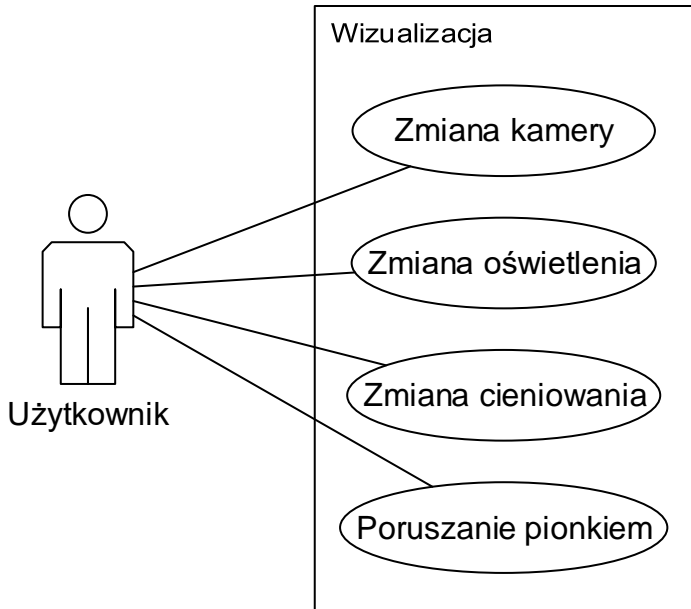 Wizualizacja
Zmiana kamery
Zmiana oświetlenia
Zmiana cieniowania
Użytkownik
Poruszanie pionkiem